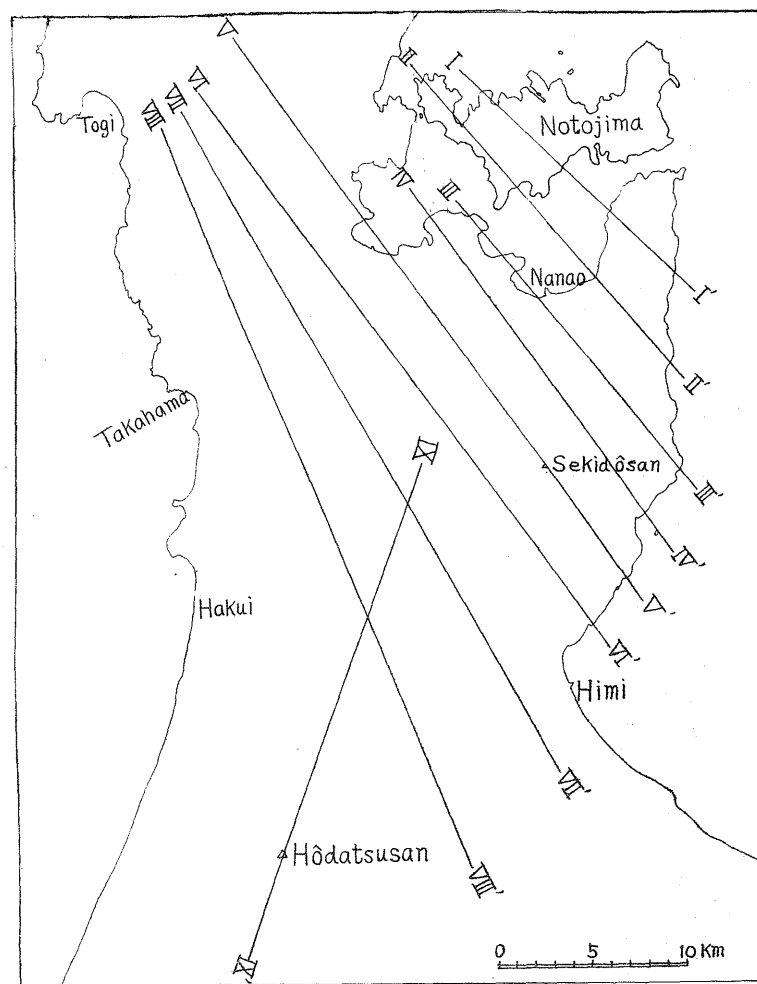 V
II
I
VI
VII
VIII
Togi
Notojima
IV
III
Nanao
I'
II'
Takahama
IX
Sekidôsan
III'
IV'
Hakui
V'
VI'
Himi
VII'
Hôdatsusan
VIII'
0 5 10 Km
IX'